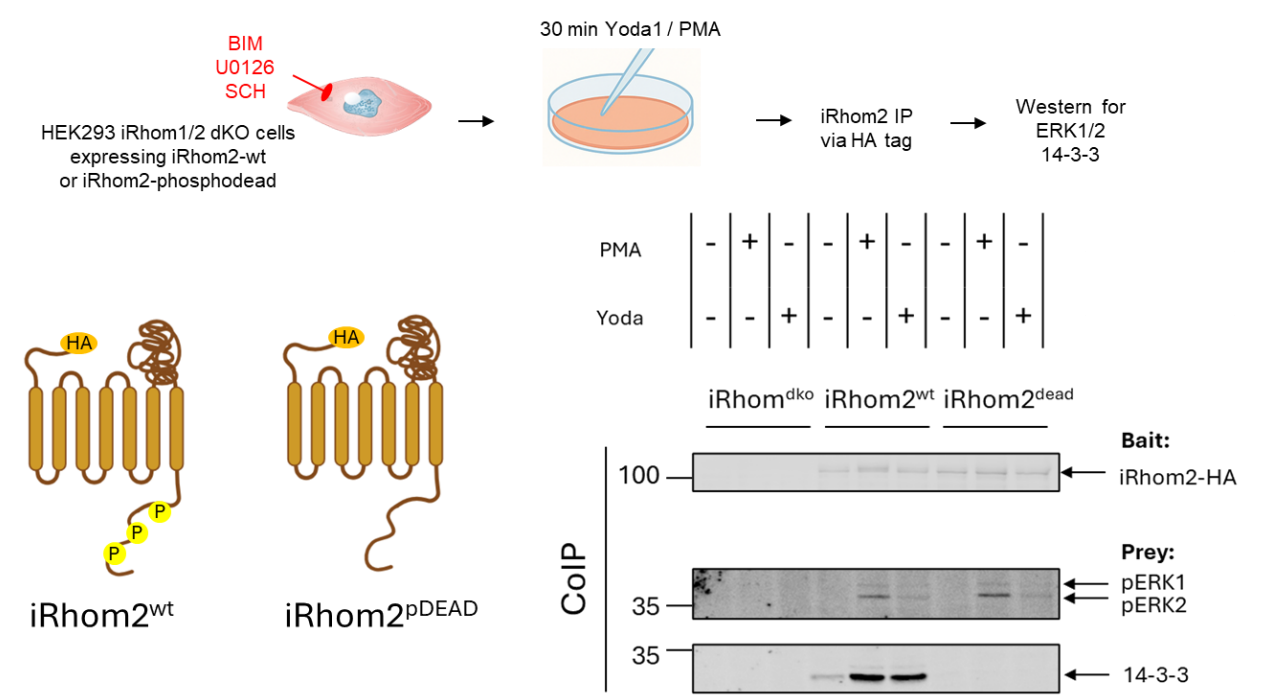 BIM
U0126
SCH
HEK293 iRhom1/2 dKO cells
expressing iRhom2-wt
or iRhom2-phosphodead
30 min Yoda1 / PMA
iRhom2 IP
via HA tag
Western for
ERK1/2
14-3-3
PMA - + - - + - - + -
Yoda - - + - - + - - +
HA
P
P
P
iRhom2wt
HA
iRhom2pDEAD
iRhomdko iRhom2wt iRhom2dead
CoIP
Bait:
100
iRhom2-HA
Prey:
pERK1
35
pERK2
35
14-3-3